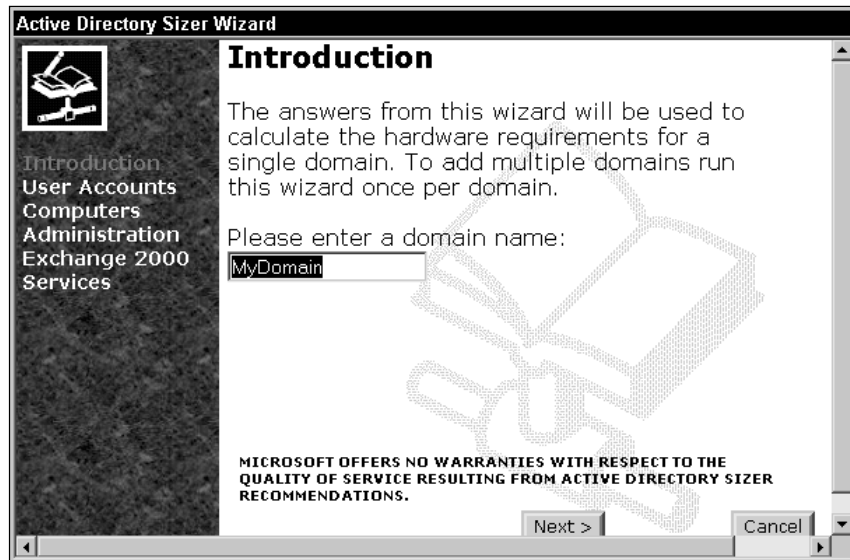 Active Directory Sizer Wizard
Introduction
User Accounts
Computers
Administration
Exchange 2000
Services
Introduction
The answers from this wizard will be used to
calculate the hardware requirements for a
single domain. To add multiple domains run
this wizard once per domain.
Please enter a domain name:
MyDomain
MICROSOFT OFFERS NO WARRANTIES WITH RESPECT TO THE
QUALITY OF SERVICE RESULTING FROM ACTIVE DIRECTORY SIZER
RECOMMENDATIONS.
Next >
Cancel